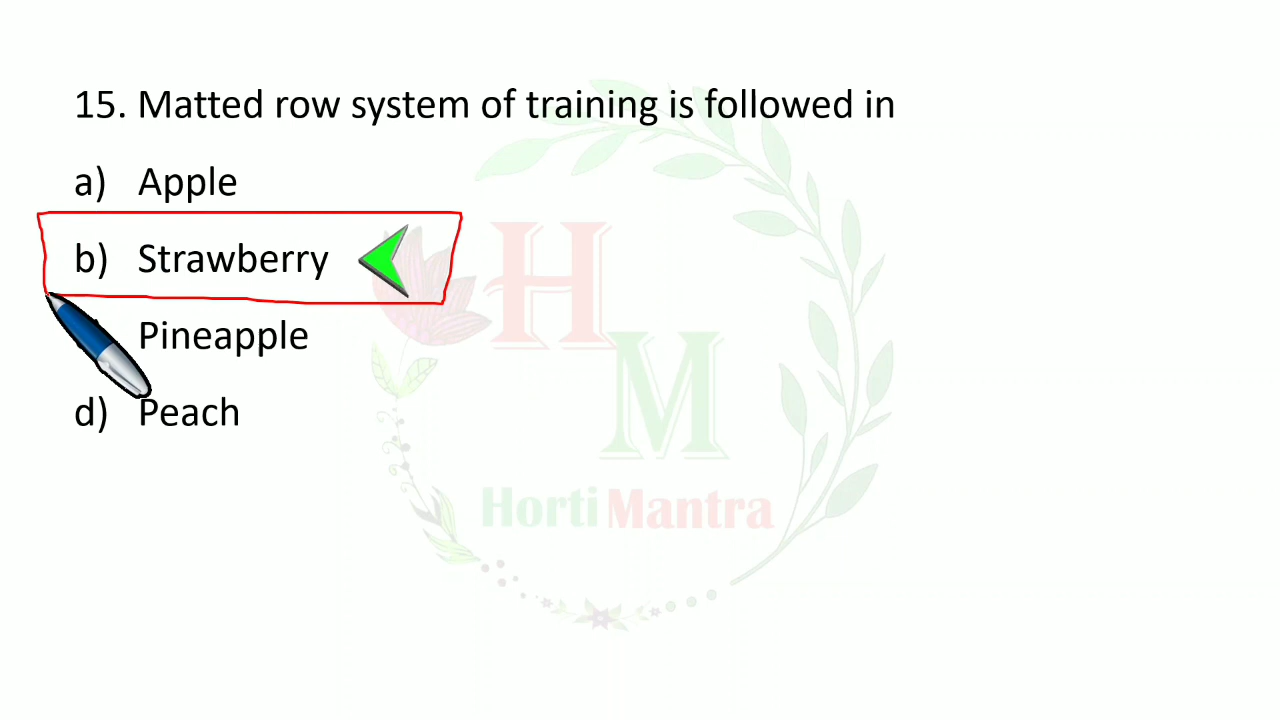 15. Matted row system of training is followed in
a) Apple
b) Strawberry
Pineapple
d) Peach
H
M
Horti Mantra